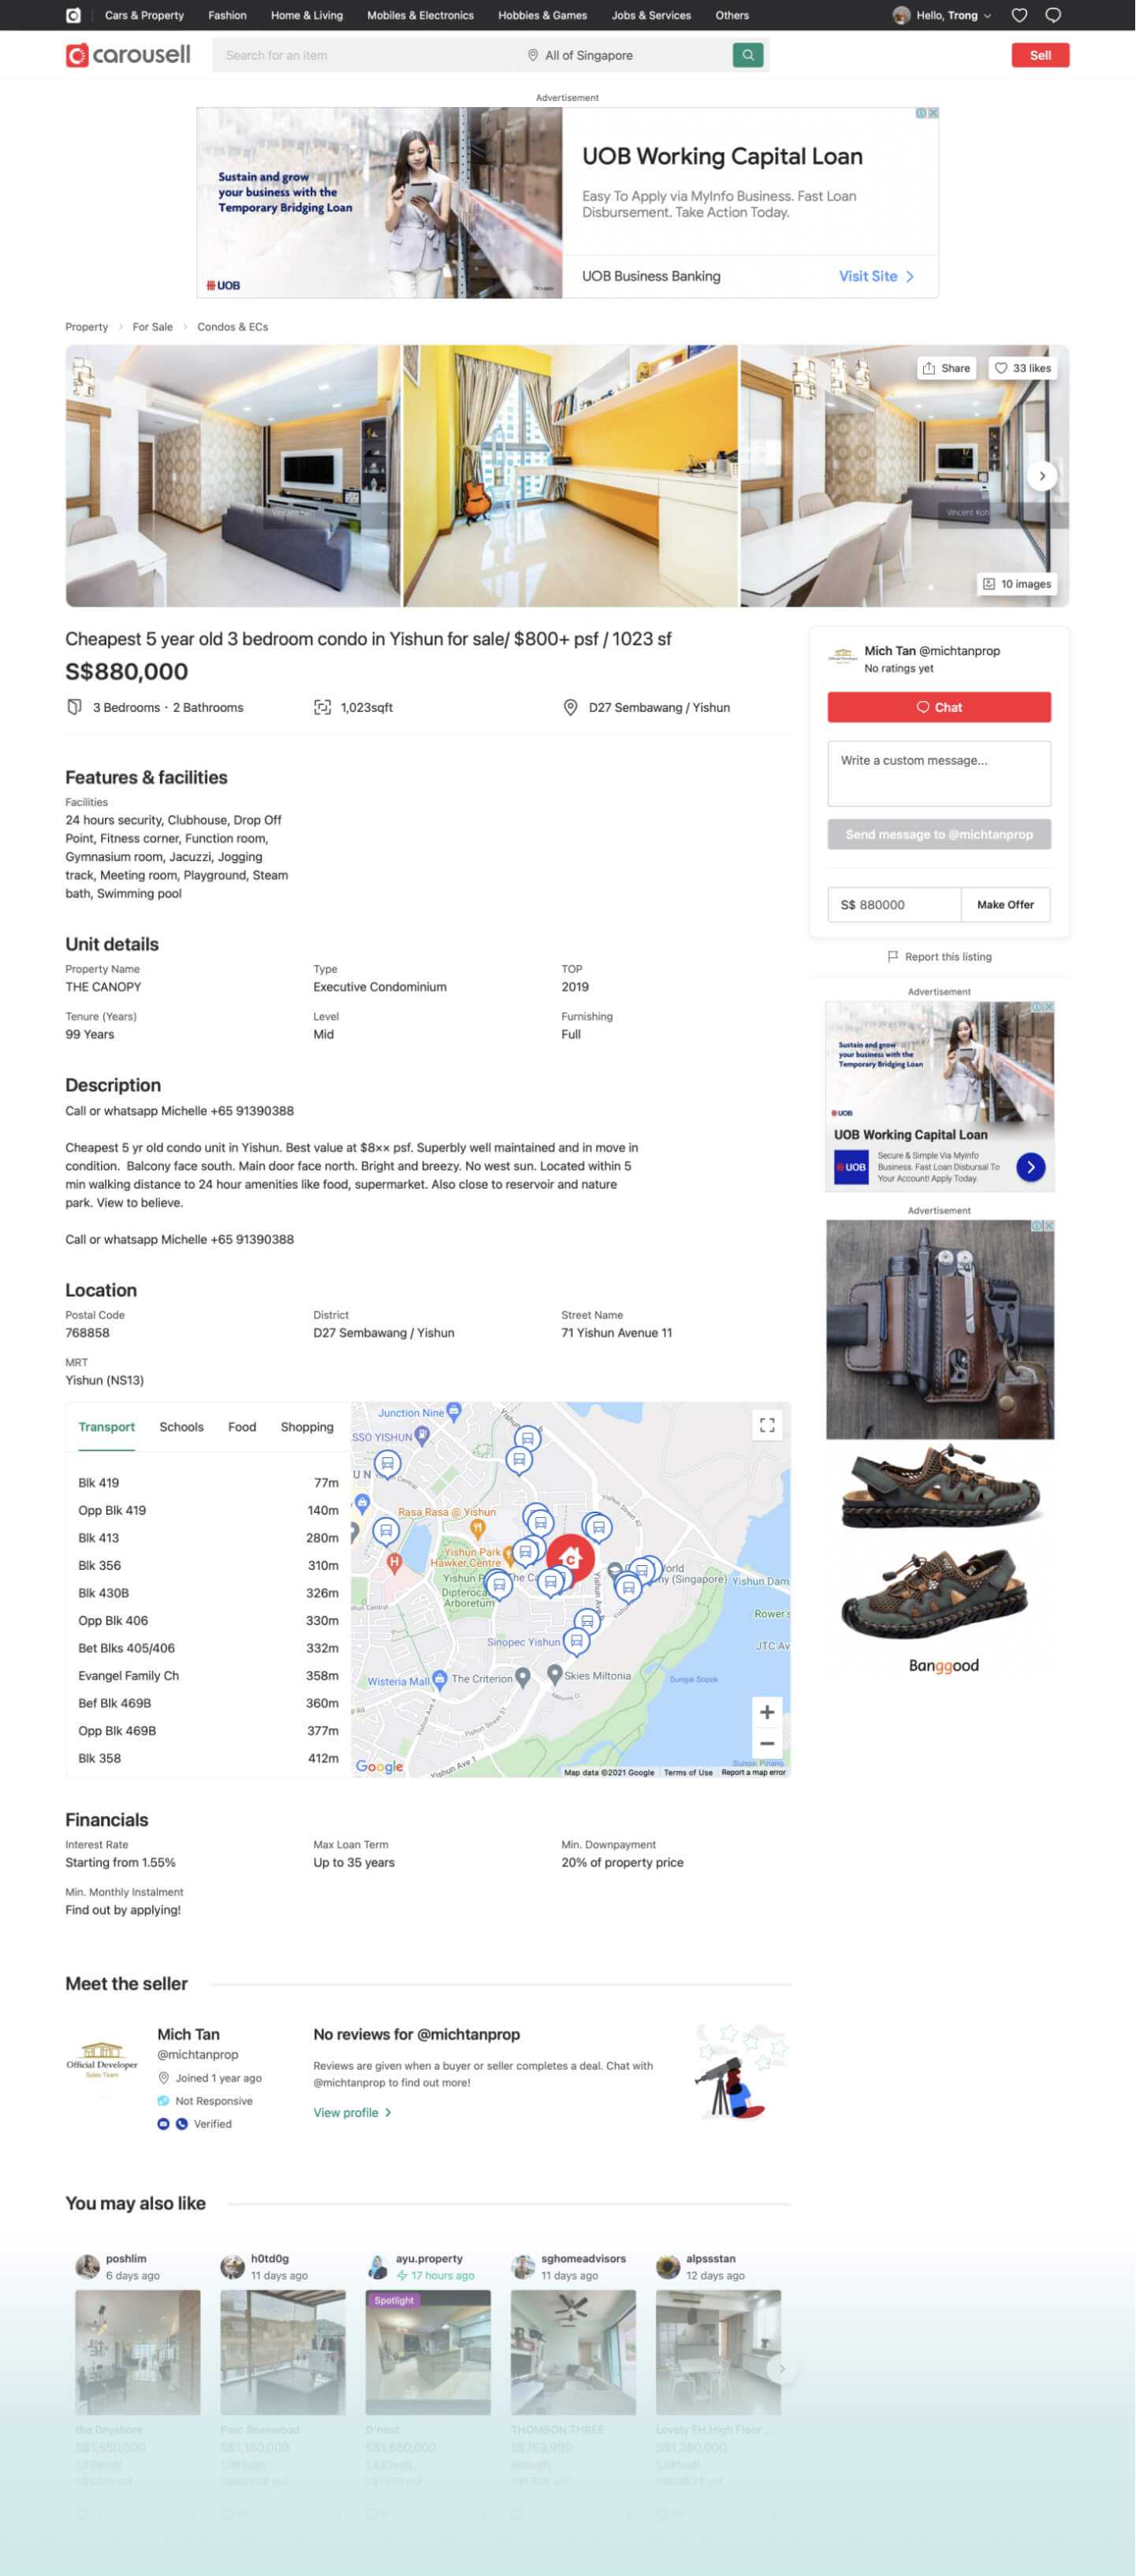 Cars & Property
Fashion
Home & Living
Mobiles & Electronics
Hobbies & Games
Jobs & Services
Others
Hello, Trong
carousell
Search for an item
All of Singapore
Sell
Advertisement
Sustain and grow
your business with the
Temporary Bridging Loan
UOB
UOB Working Capital Loan
Easy To Apply via MyInfo Business. Fast Loan
Disbursement. Take Action Today.
UOB Business Banking
Visit Site
Property
For Sale
Condos & ECs
Share
33 likes
Vincent Koh
10 images
Cheapest 5 year old 3 bedroom condo in Yishun for sale/ $800+ psf / 1023 sf
S$880,000
3 Bedrooms · 2 Bathrooms
1,023sqft
D27 Sembawang / Yishun
Mich Tan @michtanprop
No ratings yet
Chat
Write a custom message...
Send message to @michtanprop
S$ 880000
Make Offer
Report this listing
Features & facilities
Facilities
24 hours security, Clubhouse, Drop Off
Point, Fitness corner, Function room,
Gymnasium room, Jacuzzi, Jogging
track, Meeting room, Playground, Steam
bath, Swimming pool
Unit details
Property Name
THE CANOPY
Type
Executive Condominium
TOP
2019
Tenure (Years)
99 Years
Level
Mid
Furnishing
Full
Description
Call or whatsapp Michelle +65 91390388
Cheapest 5 yr old condo unit in Yishun. Best value at $8×× psf. Superbly well maintained and in move in
condition. Balcony face south. Main door face north. Bright and breezy. No west sun. Located within 5
min walking distance to 24 hour amenities like food, supermarket. Also close to reservoir and nature
park. View to believe.
Call or whatsapp Michelle +65 91390388
Advertisement
Sustain and grow
your business with the
Temporary Bridging Loan
UOB
UOB Working Capital Loan
UOB
Secure & Simple Via Myinfo
Business. Fast Loan Disbursal To
Your Account! Apply Today.
Advertisement
Banggood
Location
Postal Code
768858
District
D27 Sembawang / Yishun
Street Name
71 Yishun Avenue 11
MRT
Yishun (NS13)
Transport
Schools
Food
Shopping
Blk 419 77m
Opp Blk 419 140m
Blk 413 280m
Blk 356 310m
Blk 430B 326m
Opp Blk 406 330m
Bet Blks 405/406 332m
Evangel Family Ch 358m
Bef Blk 469B 360m
Opp Blk 469B 377m
Blk 358 412m
Junction Nine
SSO YISHUN
Rasa Rasa @ Yishun
Yishun Park
Hawker Centre
Arboretum
Yishun Street 42
Yishun Dam
Rower's
JTC Av
Sinopec Yishun
Wisteria Mall
The Criterion
Skies Miltonia
Bungai Sopok
Yishun Ave 1
Sungai Pinang
Google
Map data ©2021 Google
Terms of Use
Report a map error
Financials
Interest Rate
Starting from 1.55%
Max Loan Term
Up to 35 years
Min. Downpayment
20% of property price
Min. Monthly Instalment
Find out by applying!
Meet the seller
Official Developer
Sales Team
Mich Tan
@michtanprop
Joined 1 year ago
Not Responsive
Verified
No reviews for @michtanprop
Reviews are given when a buyer or seller completes a deal. Chat with
@michtanprop to find out more!
View profile
You may also like
poshlim
6 days ago
h0td0g
11 days ago
ayu.property
17 hours ago
sghomeadvisors
11 days ago
alpssstan
12 days ago
Spotlight
the Bayshore
Parc Rosewood
D'nest
THOMSON THREE
Lovely FH High Floor ...